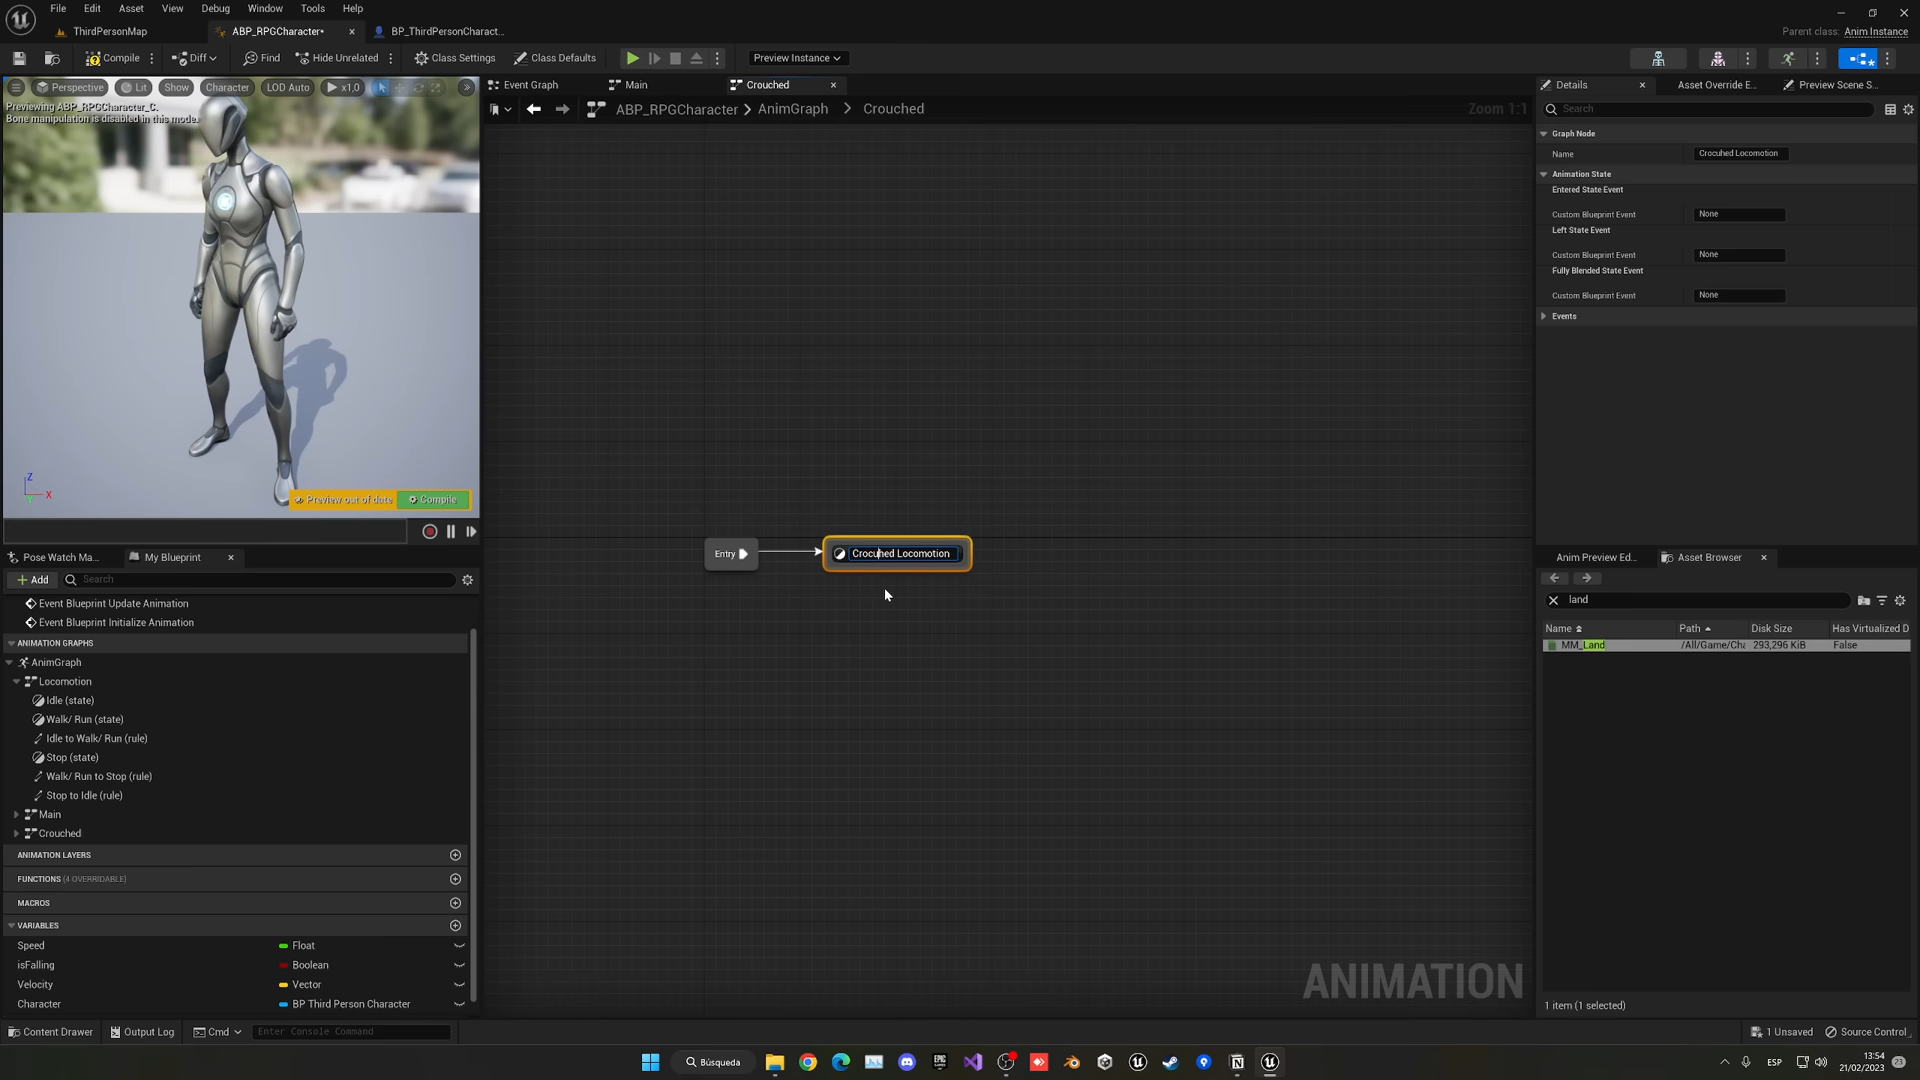 File Edit Asset View Debug Window Tools Help
ThirdPersonMap ABP_RPGCharacter* BP_ThirdPersonCharact...
Parent class: Anim Instance
Compile Diff Find Hide Unrelated Class Settings Class Defaults Preview Instance
Perspective Lit Show Character LOD Auto x1,0
Previewing ABP_RPGCharacter_C.
Bone manipulation is disabled in this mode.
Z
X
Preview out of date Compile
Event Graph Main Crouched
ABP_RPGCharacter AnimGraph Crouched Zoom 1:1
Entry Crocuhed Locomotion
ANIMATION
Pose Watch Ma... My Blueprint
Add Search
Event Blueprint Update Animation
Event Blueprint Initialize Animation
ANIMATION GRAPHS
AnimGraph
Locomotion
Idle (state)
Walk/ Run (state)
Idle to Walk/ Run (rule)
Stop (state)
Walk/ Run to Stop (rule)
Stop to Idle (rule)
Main
Crouched
ANIMATION LAYERS
FUNCTIONS (4 OVERRIDABLE)
MACROS
VARIABLES
Speed Float
isFalling Boolean
Velocity Vector
Character BP Third Person Character
Details Asset Override E... Preview Scene S...
Search
Graph Node
Name Crocuhed Locomotion
Animation State
Entered State Event
Custom Blueprint Event None
Left State Event
Custom Blueprint Event None
Fully Blended State Event
Custom Blueprint Event None
Events
Anim Preview Ed... Asset Browser
land
Name Path Disk Size Has Virtualized D
MM_Land /All/Game/Cha 293,296 KiB False
1 item (1 selected)
Content Drawer Output Log Cmd Enter Console Command 1 Unsaved Source Control
Búsqueda ESP 13:54
21/02/2023 23